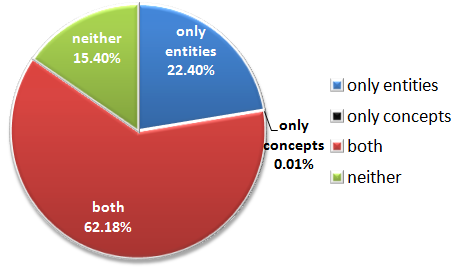 neither
15.40%
only
entities
22.40%
only
concepts
0.01%
both
62.18%
only entities
only concepts
both
neither